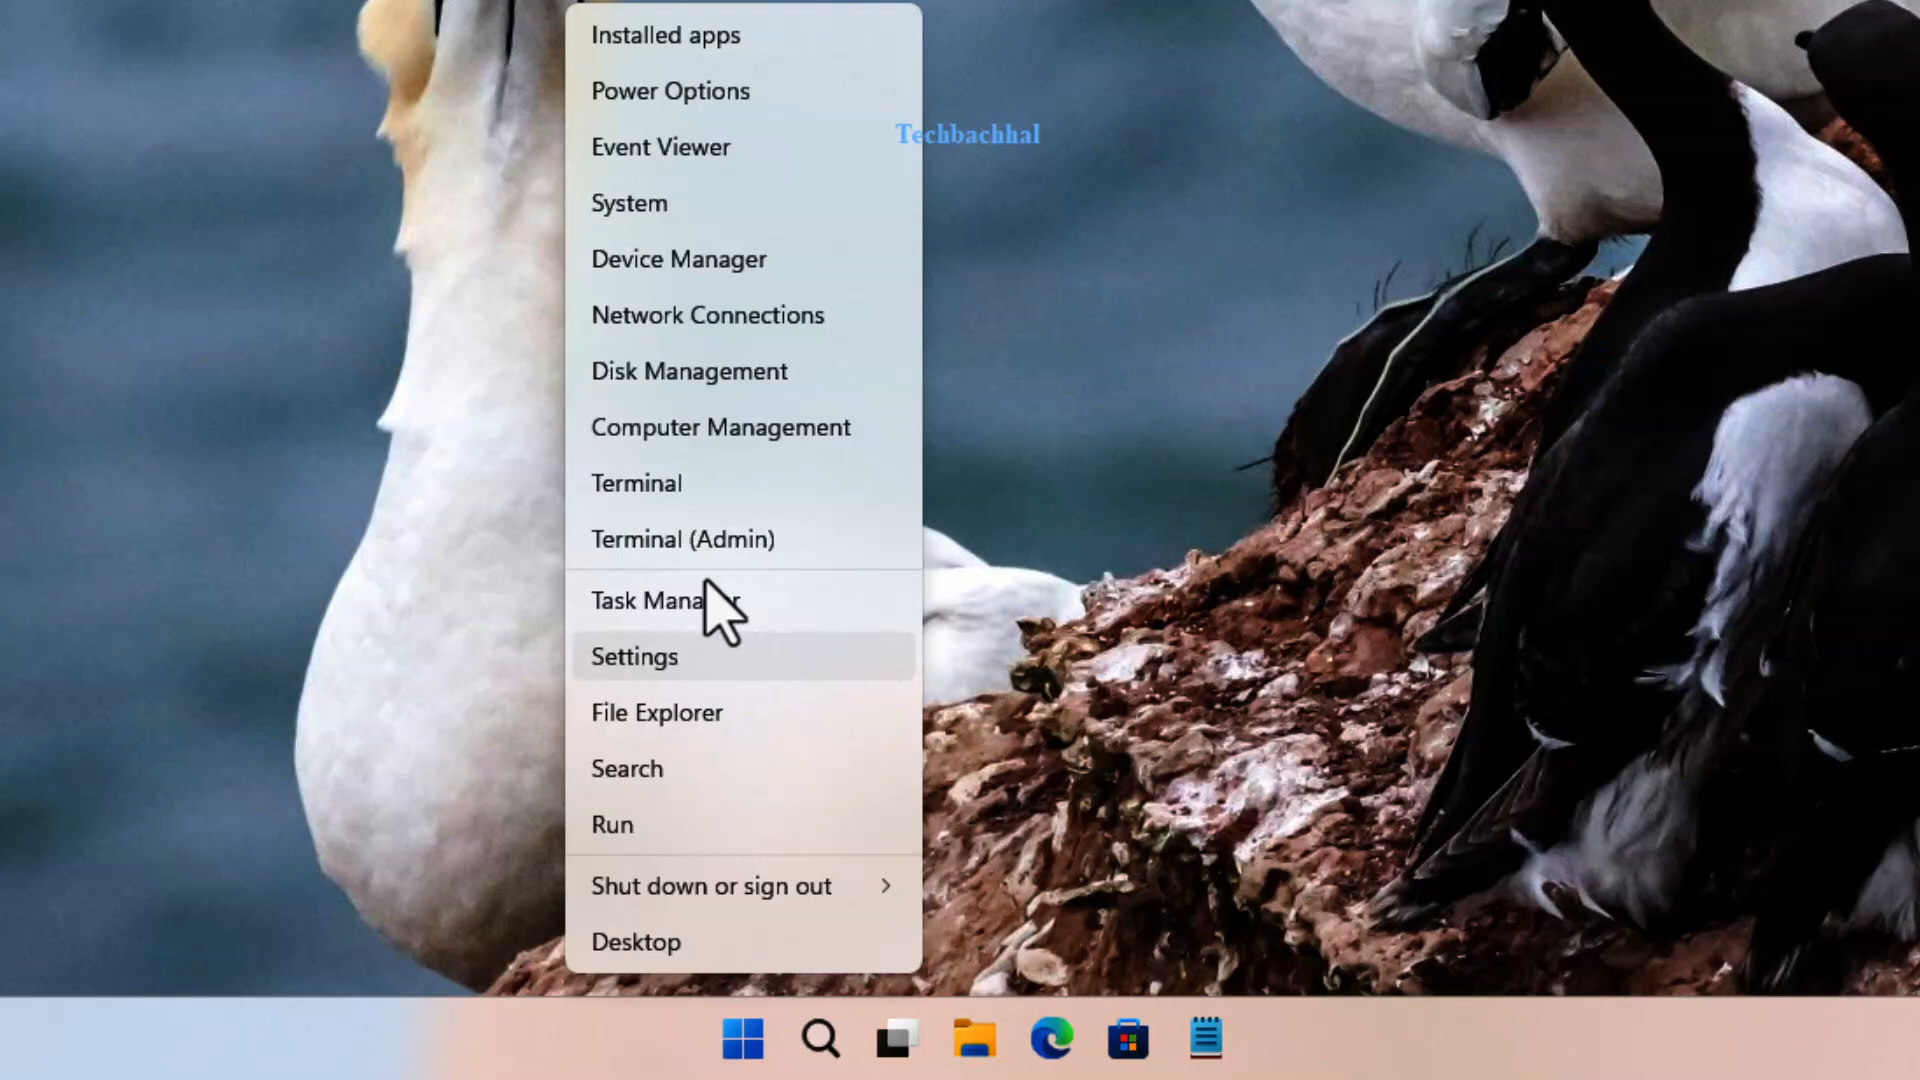 Installed apps
Power Options
Techbachhal
Event Viewer
System
Device Manager
Network Connections
Disk Management
Computer Management
Terminal
Terminal (Admin)
Task Manager
Settings
File Explorer
Search
Run
Shut down or sign out
Desktop